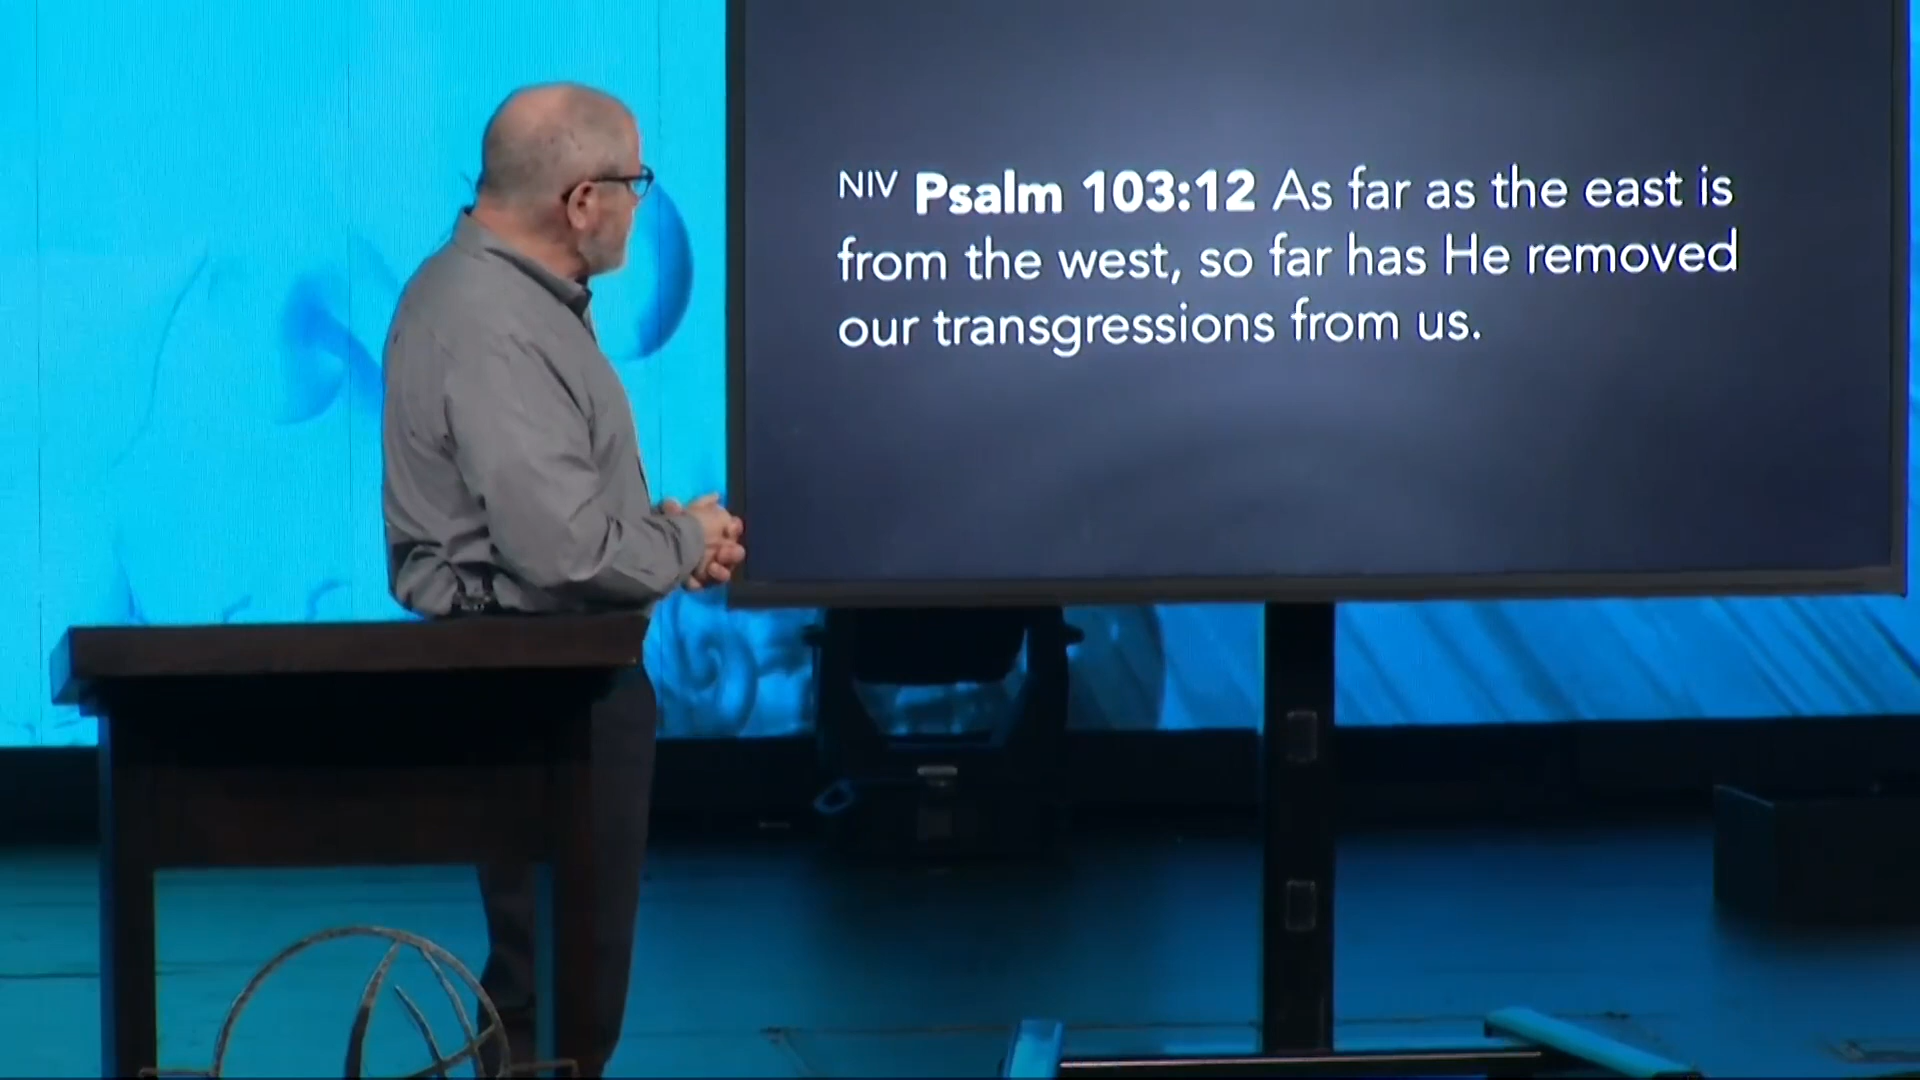 NIV Psalm 103:12 As far as the east is
from the west, so far has He removed
our transgressions from us.